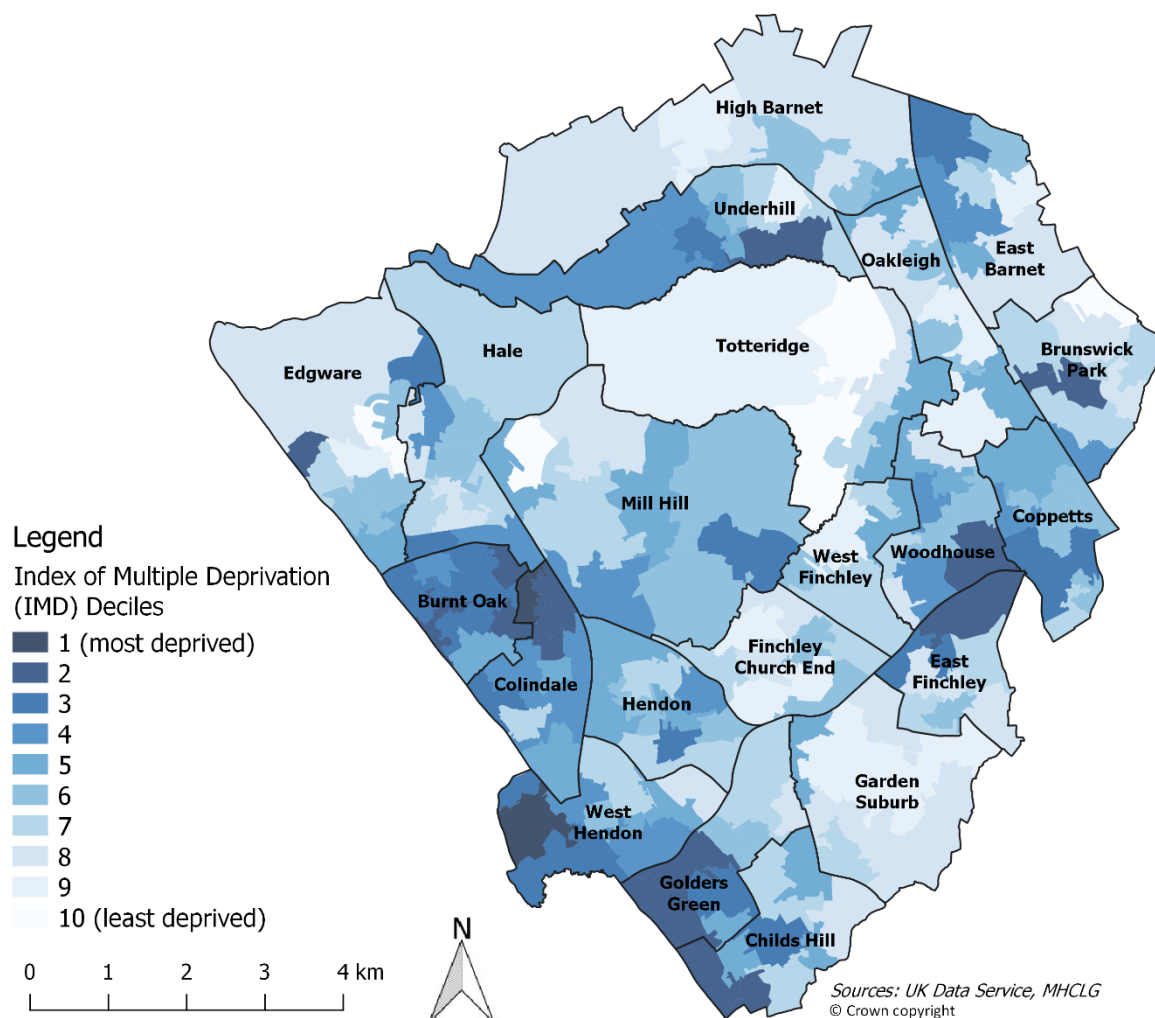 High Barnet
Underhill
Oakleigh
East
Barnet
Totteridge
Hale
Edgware
Brunswick
Park
Mill Hill
Coppetts
Woodhouse
West
Finchley
Burnt Oak
Finchley
Church End
East
Finchley
Colindale
Hendon
Garden
Suburb
West
Hendon
Golders
Green
Childs Hill
Legend
Index of Multiple Deprivation
(IMD) Deciles
1 (most deprived)
2
3
4
5
6
7
8
9
10 (least deprived)
0 1 2 3 4 km
N
Sources: UK Data Service, MHCLG
© Crown copyright